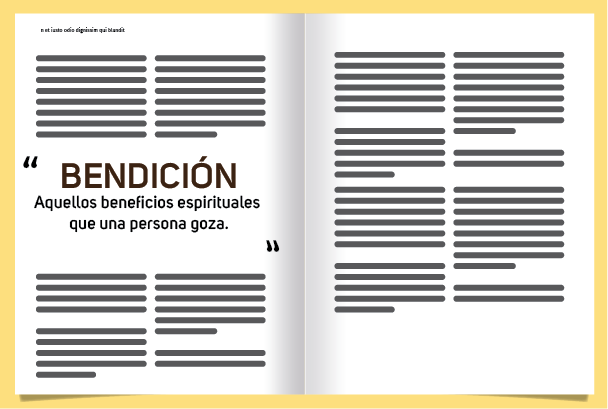 n et iusto odio dignissim qui blandit
“
BENDICIÓN
Aquellos beneficios espirituales
que una persona goza.
”